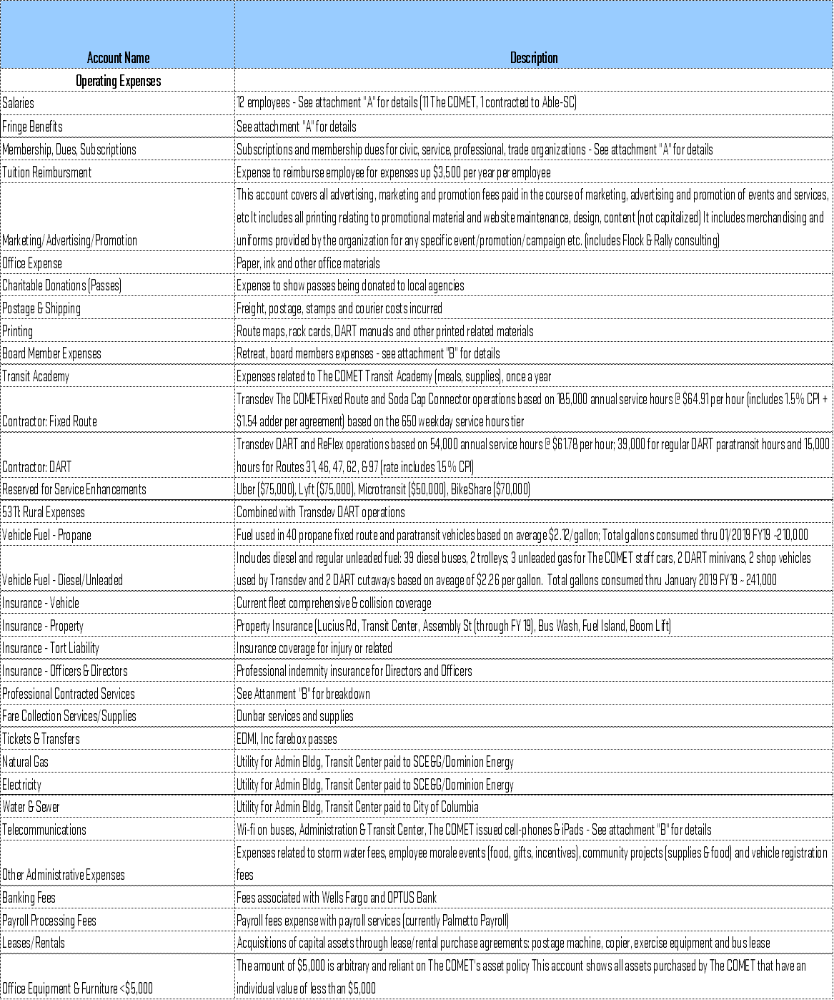 Account Name Description
Operating Expenses
Salaries 12 employees - See attachment "A" for details (11 The COMET, 1 contracted to Able-SC)
Fringe Benefits See attachment "A" for details
Membership, Dues, Subscriptions Subscriptions and membership dues for civic, service, professional, trade organizations - See attachment "A" for details
Tuition Reimbursment Expense to reimburse employee for expenses up $3,500 per year per employee
This account covers all advertising, marketing and promotion fees paid in the course of marketing, advertising and promotion of events and services,
etc It includes all printing relating to promotional material and website maintenance, design, content (not capitalized) It includes merchandising and
Marketing/Advertising/Promotion uniforms provided by the organization for any specific event/promotion/campaign etc. (includes Flock & Rally consulting)
Office Expense Paper, ink and other office materials
Charitable Donations (Passes) Expense to show passes being donated to local agencies
Postage & Shipping Freight, postage, stamps and courier costs incurred
Printing Route maps, rack cards, DART manuals and other printed related materials
Board Member Expenses Retreat, board members expenses - see attachment "B" for details
Transit Academy Expenses related to The COMET Transit Academy (meals, supplies), once a year
Transdev The COMET Fixed Route and Soda Cap Connector operations based on 185,000 annual service hours @ $64.91 per hour (includes 1.5% CPI +
Contractor: Fixed Route $1.54 adder per agreement) based on the 650 weekday service hours tier
Transdev DART and ReFlex operations based on 54,000 annual service hours @ $61.78 per hour; 39,000 for regular DART paratransit hours and 15,000
Contractor: DART hours for Routes 31, 46, 47, 62, & 97 (rate includes 1.5% CPI)
Reserved for Service Enhancements Uber ($75,000), Lyft ($75,000), Microtransit ($50,000), BikeShare ($70,000)
5311: Rural Expenses Combined with Transdev DART operations
Vehicle Fuel - Propane Fuel used in 40 propane fixed route and paratransit vehicles based on average $2.12/gallon; Total gallons consumed thru 01/2019 FY19 ~210,000
Includes diesel and regular unleaded fuel: 39 diesel buses, 2 trolleys; 3 unleaded gas for The COMET staff cars, 2 DART minivans, 2 shop vehicles
Vehicle Fuel - Diesel/Unleaded used by Transdev and 2 DART cutaways based on aveage of $2.26 per gallon. Total gallons consumed thru January 2019 FY19 ~ 241,000
Insurance - Vehicle Current fleet comprehensive & collision coverage
Insurance - Property Property Insurance (Lucius Rd, Transit Center, Assembly St (through FY 19), Bus Wash, Fuel Island, Boom Lift)
Insurance - Tort Liability Insurance coverage for injury or related
Insurance - Officers & Directors Professional indemnity insurance for Directors and Officers
Professional Contracted Services See Attanment "B" for breakdown
Fare Collection Services/Supplies Dunbar services and supplies
Tickets & Transfers EDMI, Inc farebox passes
Natural Gas Utility for Admin Bldg, Transit Center paid to SCE&G/Dominion Energy
Electricity Utility for Admin Bldg, Transit Center paid to SCE&G/Dominion Energy
Water & Sewer Utility for Admin Bldg, Transit Center paid to City of Columbia
Telecommunications Wi-fi on buses, Administration & Transit Center, The COMET issued cell-phones & iPads - See attachment "B" for details
Expenses related to storm water fees, employee morale events (food, gifts, incentives), community projects (supplies & food) and vehicle registration
Other Administrative Expenses fees
Banking Fees Fees associated with Wells Fargo and OPTUS Bank
Payroll Processing Fees Payroll fees expense with payroll services (currently Palmetto Payroll)
Leases/Rentals Acquisitions of capital assets through lease/rental purchase agreements: postage machine, copier, exercise equipment and bus lease
The amount of $5,000 is arbitrary and reliant on The COMET's asset policy This account shows all assets purchased by The COMET that have an
Office Equipment & Furniture <$5,000 individual value of less than $5,000